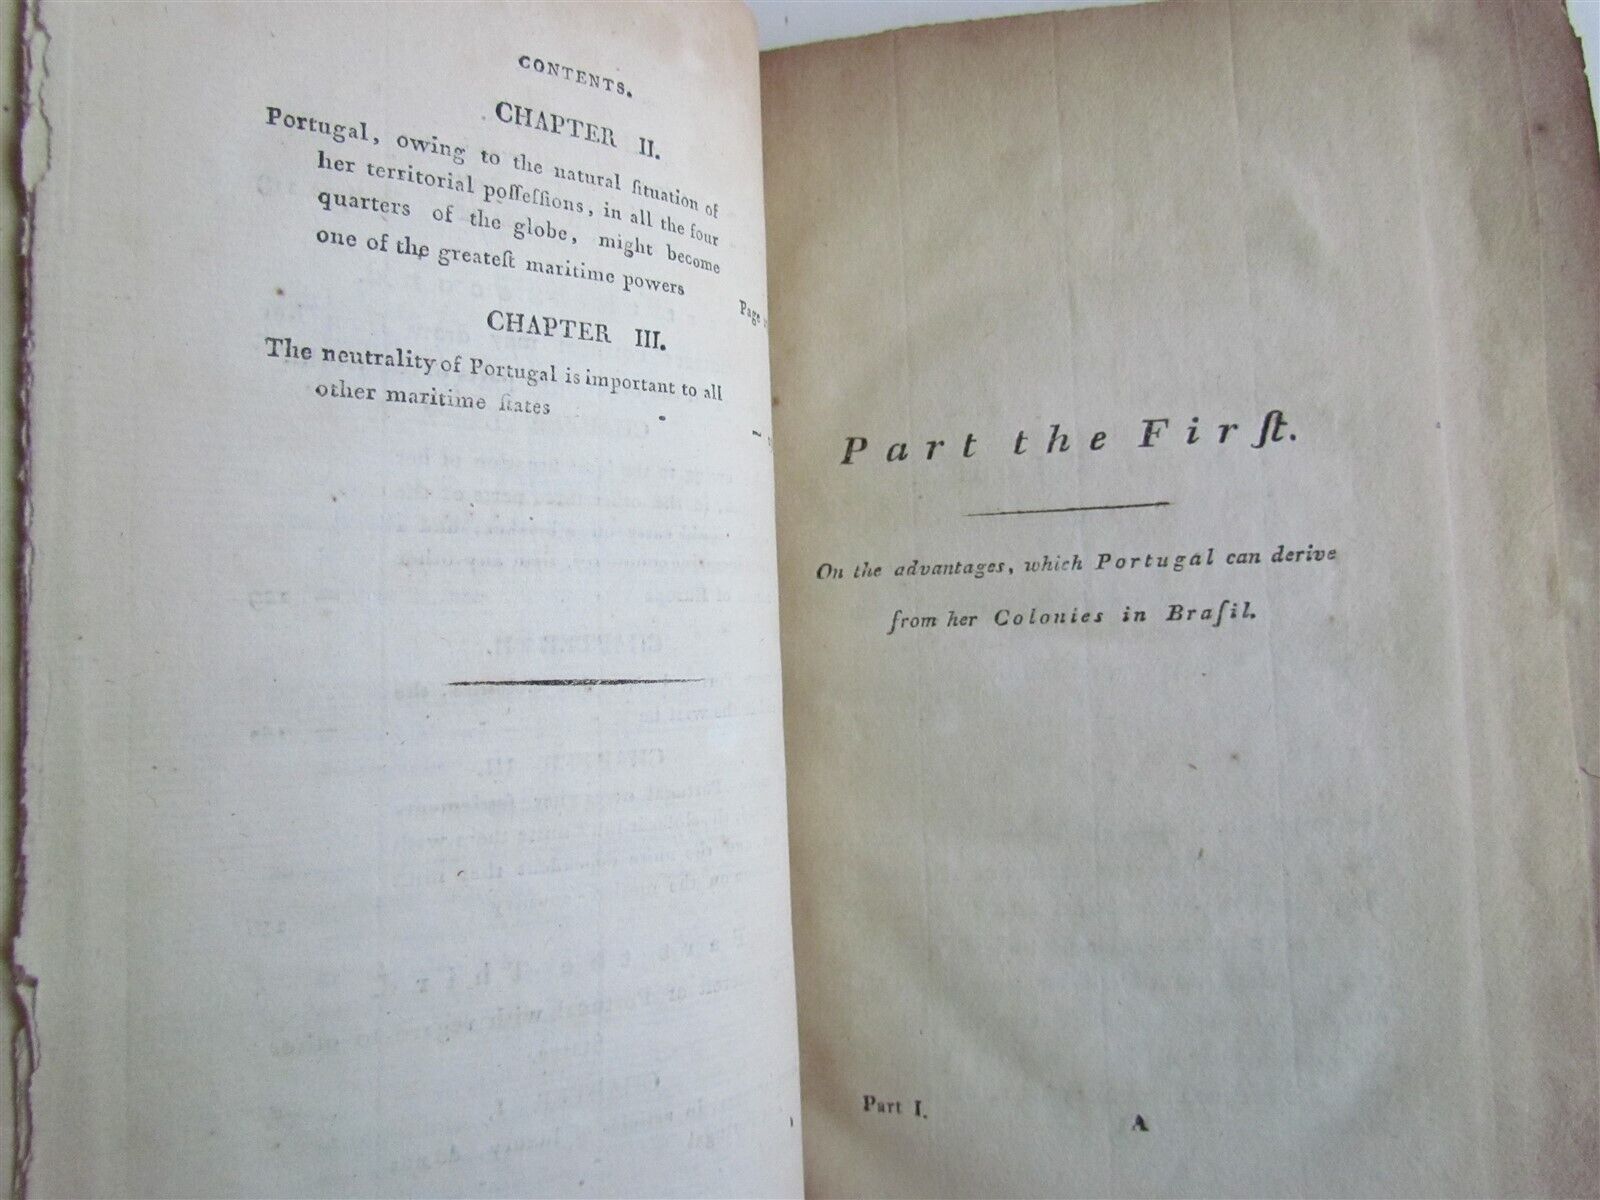 CONTENTS.
CHAPTER II.
Portugal, owing to the natural ſituation of
her territorial poſſeſſions, in all the four
quarters of the globe, might become
one of the greateſt maritime powers
Page
CHAPTER III.
The neutrality of Portugal is important to all
other maritime ſtates
Part the Firſt.
On the advantages, which Portugal can derive
from her Colonies in Braſil.
Part I.
A